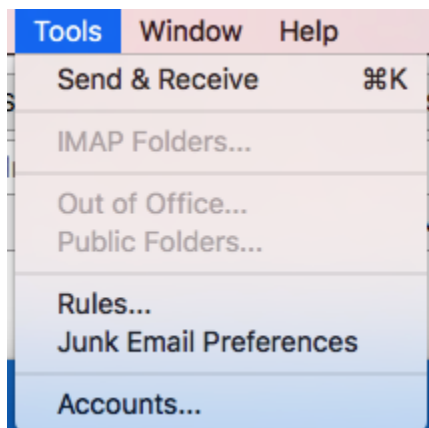 Tools Window Help
Send & Receive ⌘K
IMAP Folders...
Out of Office...
Public Folders...
Rules...
Junk Email Preferences
Accounts...